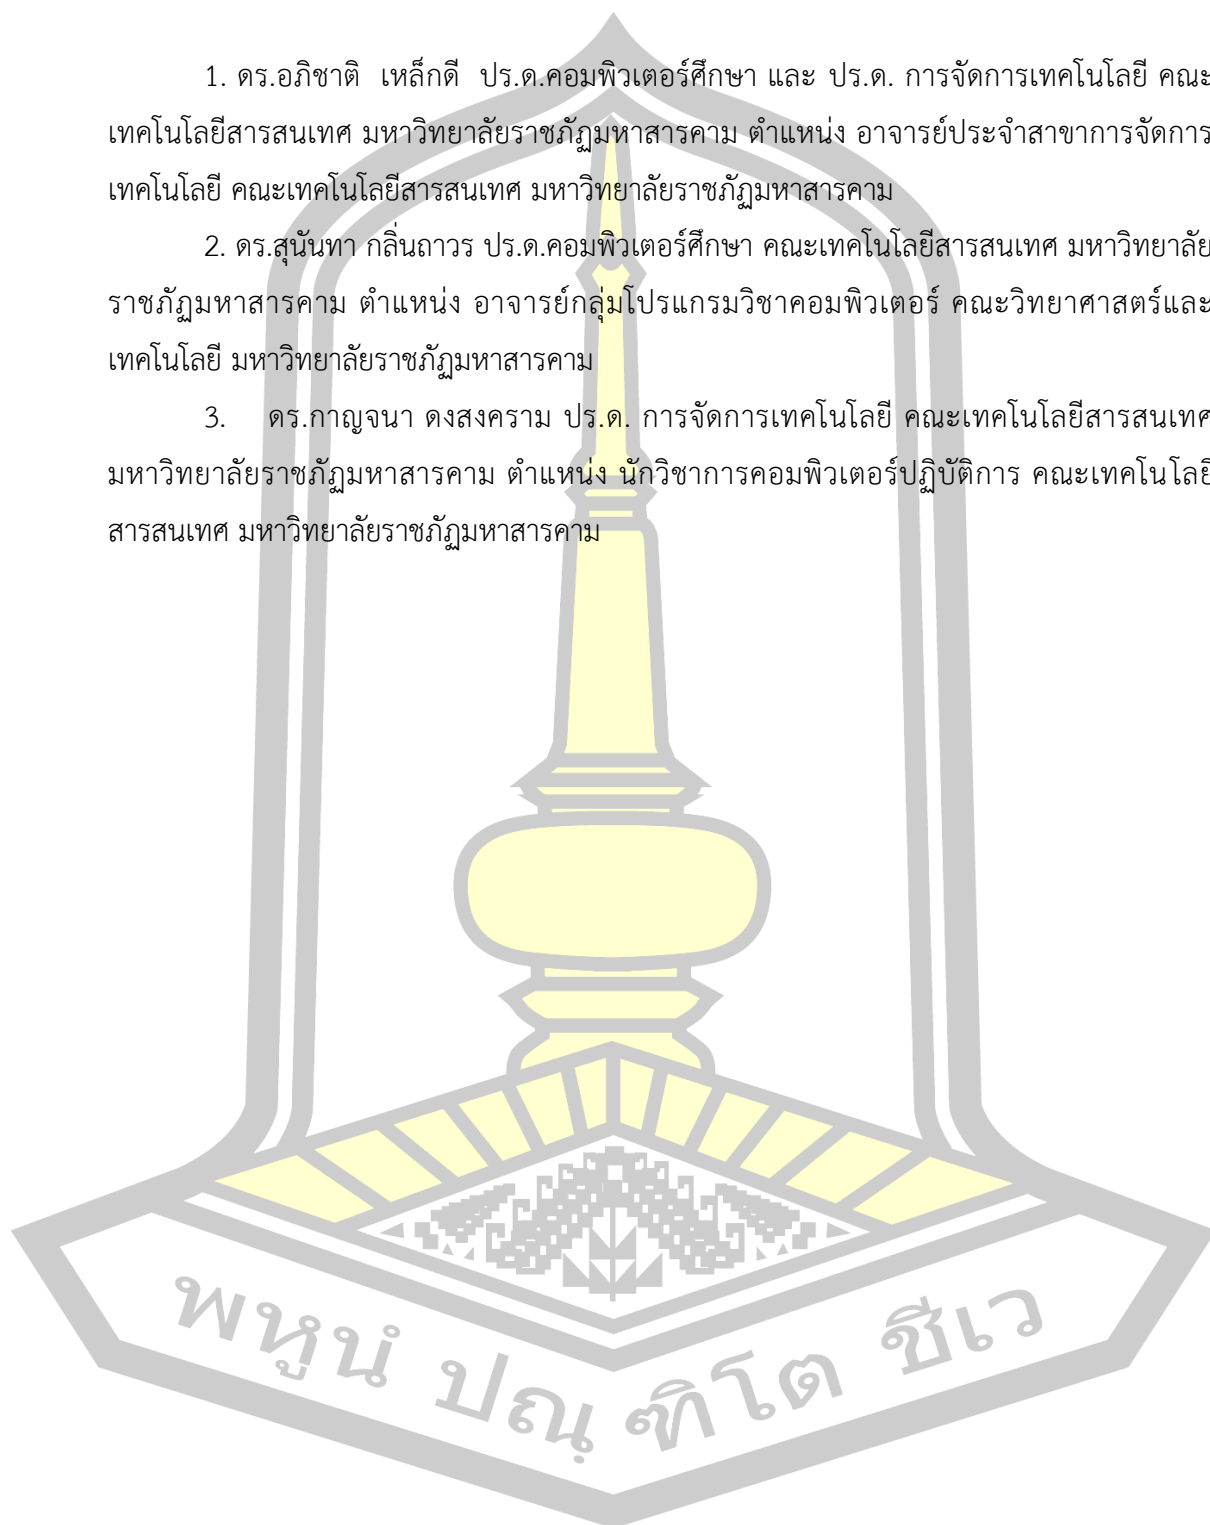 1. ดร.อภิชาติ เหล็กดี ปร.ด.คอมพิวเตอร์ศึกษา และ ปร.ด. การจัดการเทคโนโลยี คณะ
เทคโนโลยีสารสนเทศ มหาวิทยาลัยราชภัฏมหาสารคาม ตำแหน่ง อาจารย์ประจำสาขาการจัดการ
เทคโนโลยี คณะเทคโนโลยีสารสนเทศ มหาวิทยาลัยราชภัฏมหาสารคาม
2. ดร.สุนันทา กลิ่นถาวร ปร.ด.คอมพิวเตอร์ศึกษา คณะเทคโนโลยีสารสนเทศ มหาวิทยาลัย
ราชภัฏมหาสารคาม ตำแหน่ง อาจารย์กลุ่มโปรแกรมวิชาคอมพิวเตอร์ คณะวิทยาศาสตร์และ
เทคโนโลยี มหาวิทยาลัยราชภัฏมหาสารคาม
3. ดร.กาญจนา ดงสงคราม ปร.ด. การจัดการเทคโนโลยี คณะเทคโนโลยีสารสนเทศ
มหาวิทยาลัยราชภัฏมหาสารคาม ตำแหน่ง นักวิชาการคอมพิวเตอร์ปฏิบัติการ คณะเทคโนโลยี
สารสนเทศ มหาวิทยาลัยราชภัฏมหาสารคาม
พหูนํ ปณฺ ฑิโต ชีเว